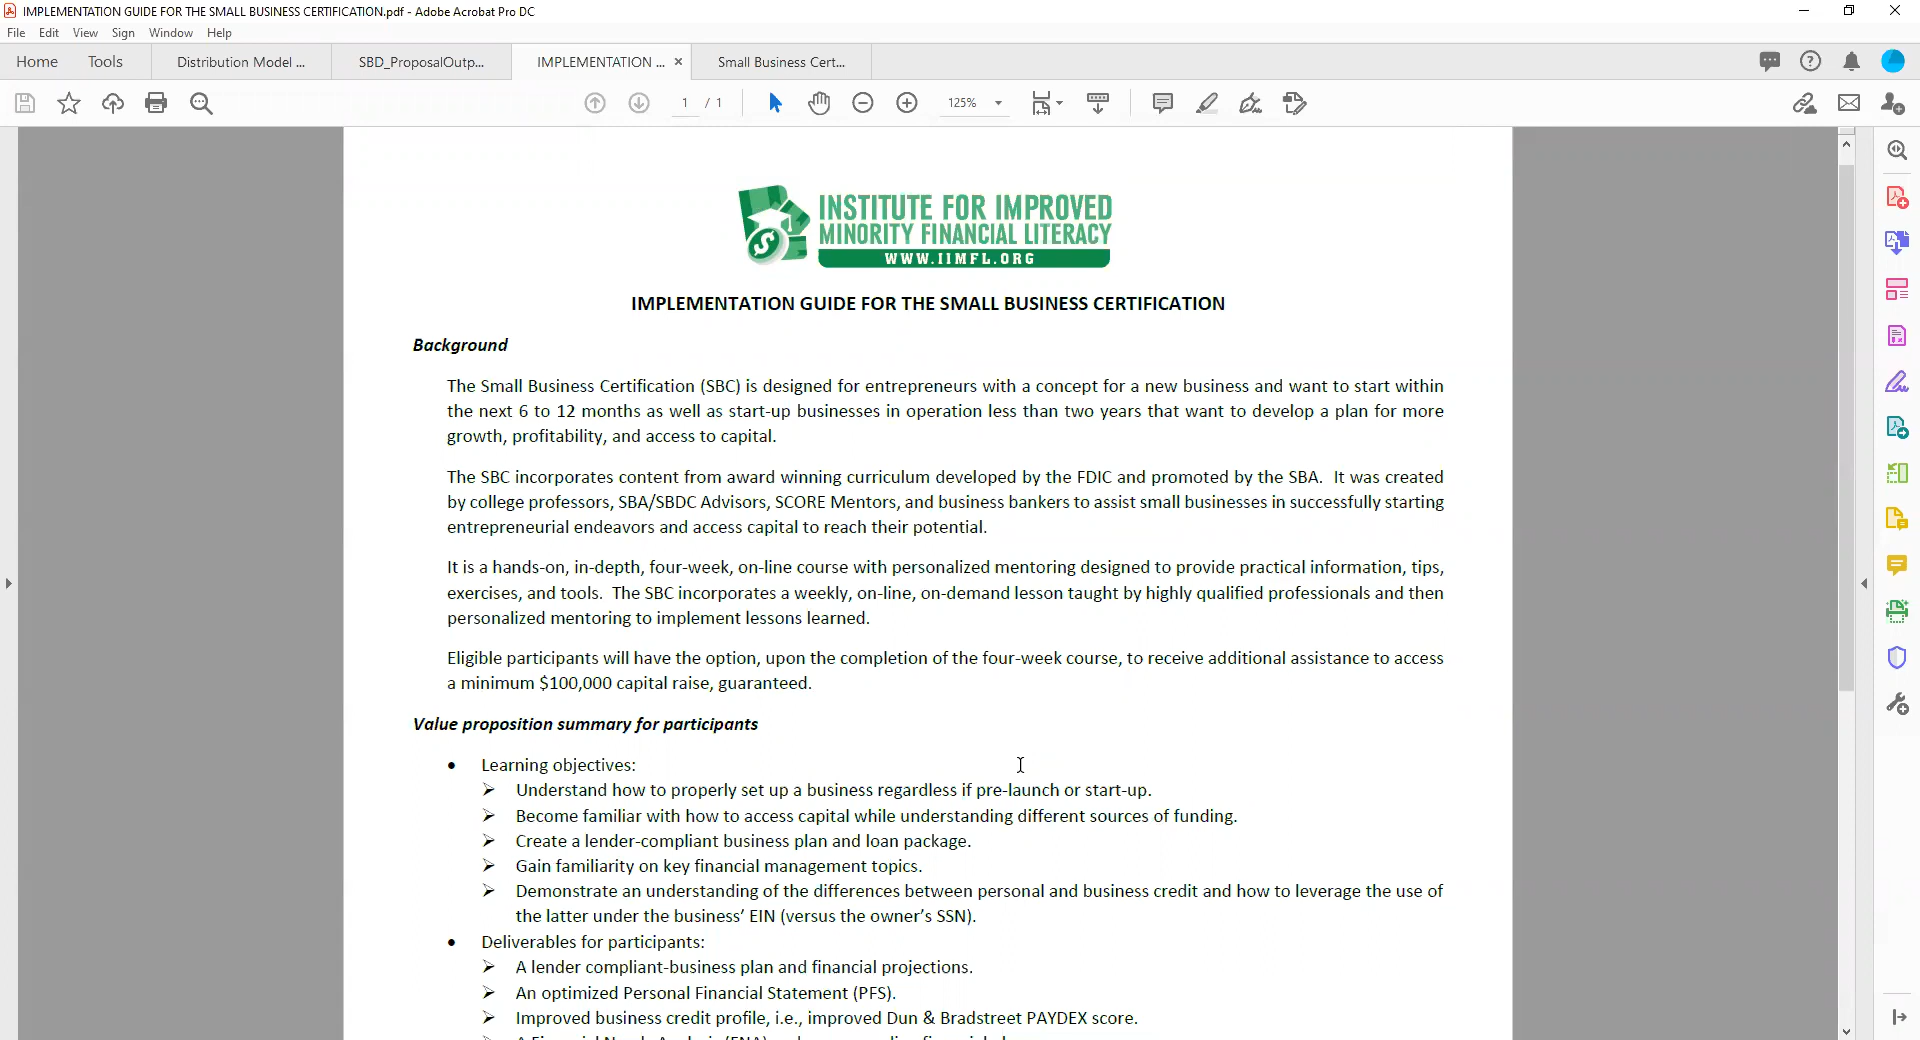 IMPLEMENTATION GUIDE FOR THE SMALL BUSINESS CERTIFICATION.pdf - Adobe Acrobat Pro DC
File Edit View Sign Window Help
Home Tools Distribution Model ... SBD_ProposalOutp... IMPLEMENTATION ... Small Business Cert...
1 / 1 125%
INSTITUTE FOR IMPROVED
MINORITY FINANCIAL LITERACY
WWW.IIMFL.ORG
IMPLEMENTATION GUIDE FOR THE SMALL BUSINESS CERTIFICATION
Background
The Small Business Certification (SBC) is designed for entrepreneurs with a concept for a new business and want to start within
the next 6 to 12 months as well as start-up businesses in operation less than two years that want to develop a plan for more
growth, profitability, and access to capital.
The SBC incorporates content from award winning curriculum developed by the FDIC and promoted by the SBA. It was created
by college professors, SBA/SBDC Advisors, SCORE Mentors, and business bankers to assist small businesses in successfully starting
entrepreneurial endeavors and access capital to reach their potential.
It is a hands-on, in-depth, four-week, on-line course with personalized mentoring designed to provide practical information, tips,
exercises, and tools. The SBC incorporates a weekly, on-line, on-demand lesson taught by highly qualified professionals and then
personalized mentoring to implement lessons learned.
Eligible participants will have the option, upon the completion of the four-week course, to receive additional assistance to access
a minimum $100,000 capital raise, guaranteed.
Value proposition summary for participants
• Learning objectives:
➢ Understand how to properly set up a business regardless if pre-launch or start-up.
➢ Become familiar with how to access capital while understanding different sources of funding.
➢ Create a lender-compliant business plan and loan package.
➢ Gain familiarity on key financial management topics.
➢ Demonstrate an understanding of the differences between personal and business credit and how to leverage the use of
the latter under the business’ EIN (versus the owner’s SSN).
• Deliverables for participants:
➢ A lender compliant-business plan and financial projections.
➢ An optimized Personal Financial Statement (PFS).
➢ Improved business credit profile, i.e., improved Dun & Bradstreet PAYDEX score.